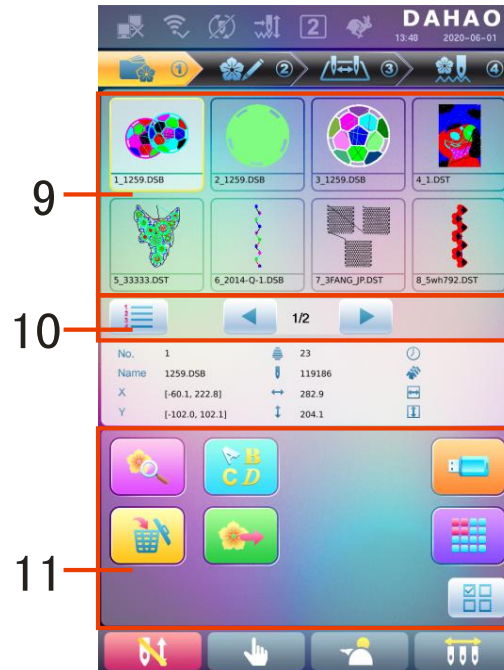 2
DAHAO
13:48 2020-06-01
① ② ③ ④
9
1_1259.DSB 2_1259.DSB 3_1259.DSB 4_1.DST
5_33333.DST 6_2014-Q-1.DSB 7_3FANG_JP.DST 8_5wh792.DST
10
1/2
No. 1 23
Name 1259.DSB 119186
X [-60.1, 222.8] 282.9
Y [-102.0, 102.1] 204.1
A B
C D
11